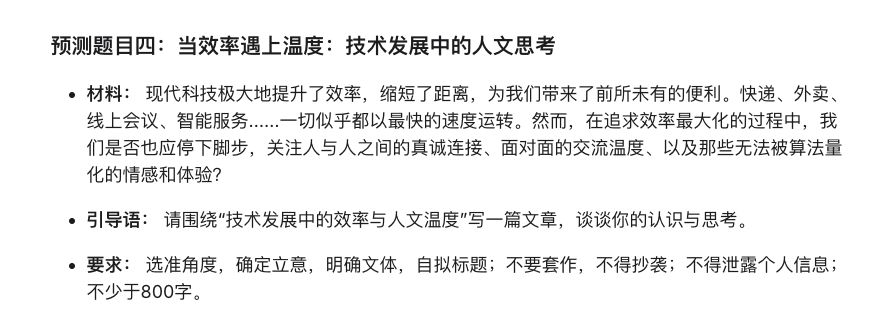 预测题目四：当效率遇上温度：技术发展中的人文思考
• 材料： 现代科技极大地提升了效率，缩短了距离，为我们带来了前所未有的便利。快递、外卖、
线上会议、智能服务……一切似乎都以最快的速度运转。然而，在追求效率最大化的过程中，我
们是否也应停下脚步，关注人与人之间的真诚连接、面对面的交流温度、以及那些无法被算法量
化的情感和体验？
• 引导语： 请围绕“技术发展中的效率与人文温度”写一篇文章，谈谈你的认识与思考。
• 要求： 选准角度，确定立意，明确文体，自拟标题；不要套作，不得抄袭；不得泄露个人信息；
不少于800字。